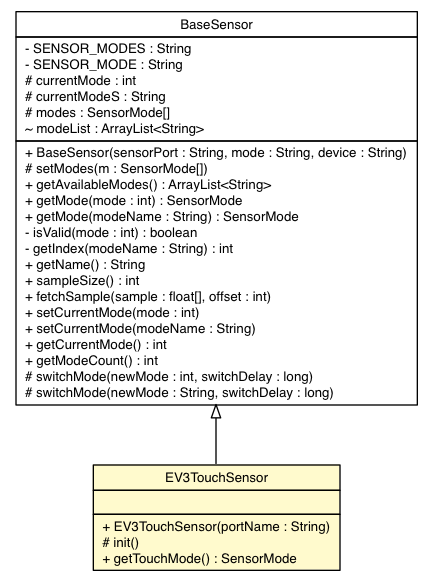 BaseSensor
- SENSOR_MODES : String
- SENSOR_MODE : String
# currentMode : int
# currentModeS : String
# modes : SensorMode[]
~ modeList : ArrayList<String>
+ BaseSensor(sensorPort : String, mode : String, device : String)
# setModes(m : SensorMode[])
+ getAvailableModes() : ArrayList<String>
+ getMode(mode : int) : SensorMode
+ getMode(modeName : String) : SensorMode
- isValid(mode : int) : boolean
- getIndex(modeName : String) : int
+ getName() : String
+ sampleSize() : int
+ fetchSample(sample : float[], offset : int)
+ setCurrentMode(mode : int)
+ setCurrentMode(modeName : String)
+ getCurrentMode() : int
+ getModeCount() : int
# switchMode(newMode : int, switchDelay : long)
# switchMode(newMode : String, switchDelay : long)
EV3TouchSensor
+ EV3TouchSensor(portName : String)
# init()
+ getTouchMode() : SensorMode